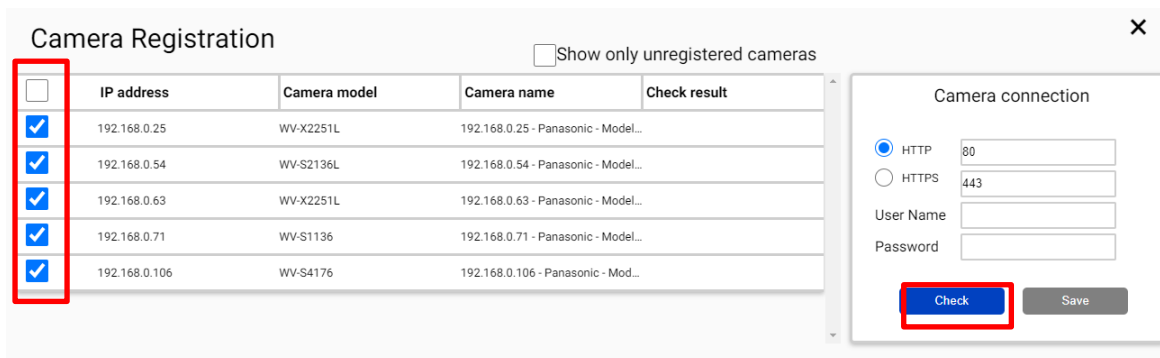 Camera Registration
Show only unregistered cameras
IP address Camera model Camera name Check result
192.168.0.25 WV-X2251L 192.168.0.25 - Panasonic - Model...
192.168.0.54 WV-S2136L 192.168.0.54 - Panasonic - Model...
192.168.0.63 WV-X2251L 192.168.0.63 - Panasonic - Model...
192.168.0.71 WV-S1136 192.168.0.71 - Panasonic - Model...
192.168.0.106 WV-S4176 192.168.0.106 - Panasonic - Mod...
Camera connection
HTTP 80
HTTPS 443
User Name
Password
Check Save